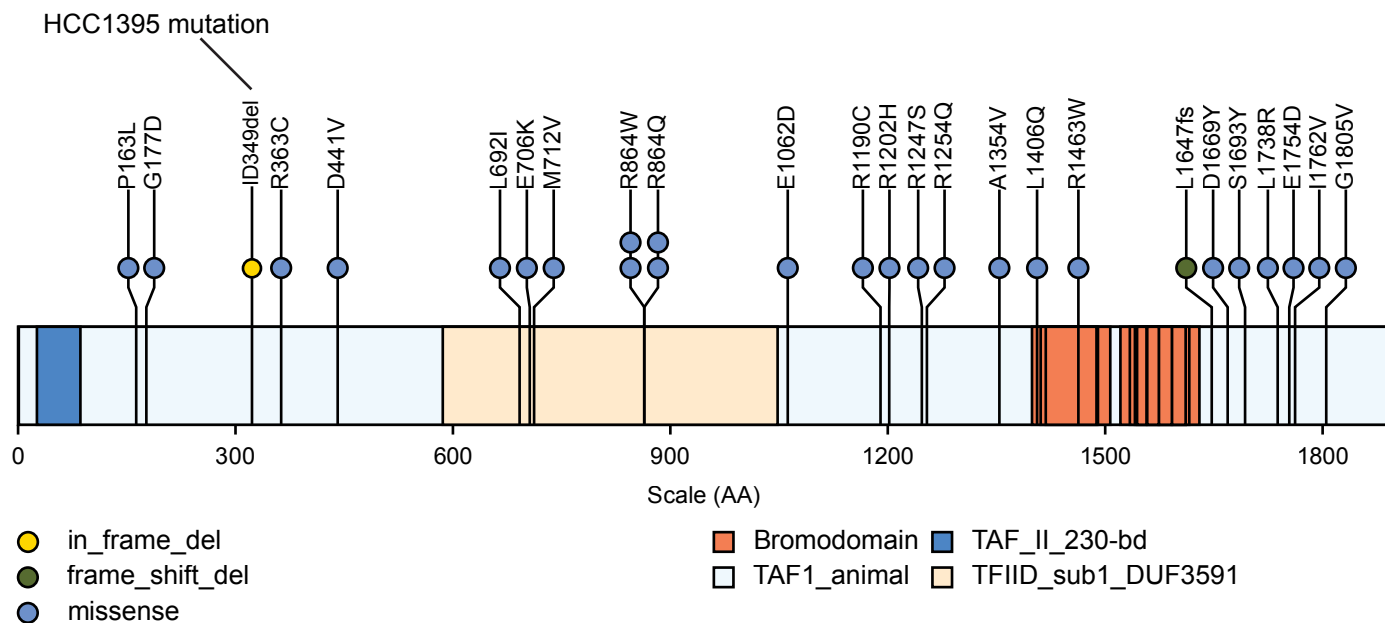 HCC1395 mutation
P163L
G177D
ID349del
R363C
D441V
L692I
E706K
M712V
R864W
R864Q
E1062D
R1190C
R1202H
R1247S
R1254Q
A1354V
L1406Q
R1463W
L1647fs
D1669Y
S1693Y
L1738R
E1754D
I1762V
G1805V
0 300 600 900 1200 1500 1800
Scale (AA)
in_frame_del
frame_shift_del
missense
Bromodomain TAF_II_230-bd
TAF1_animal TFIID_sub1_DUF3591